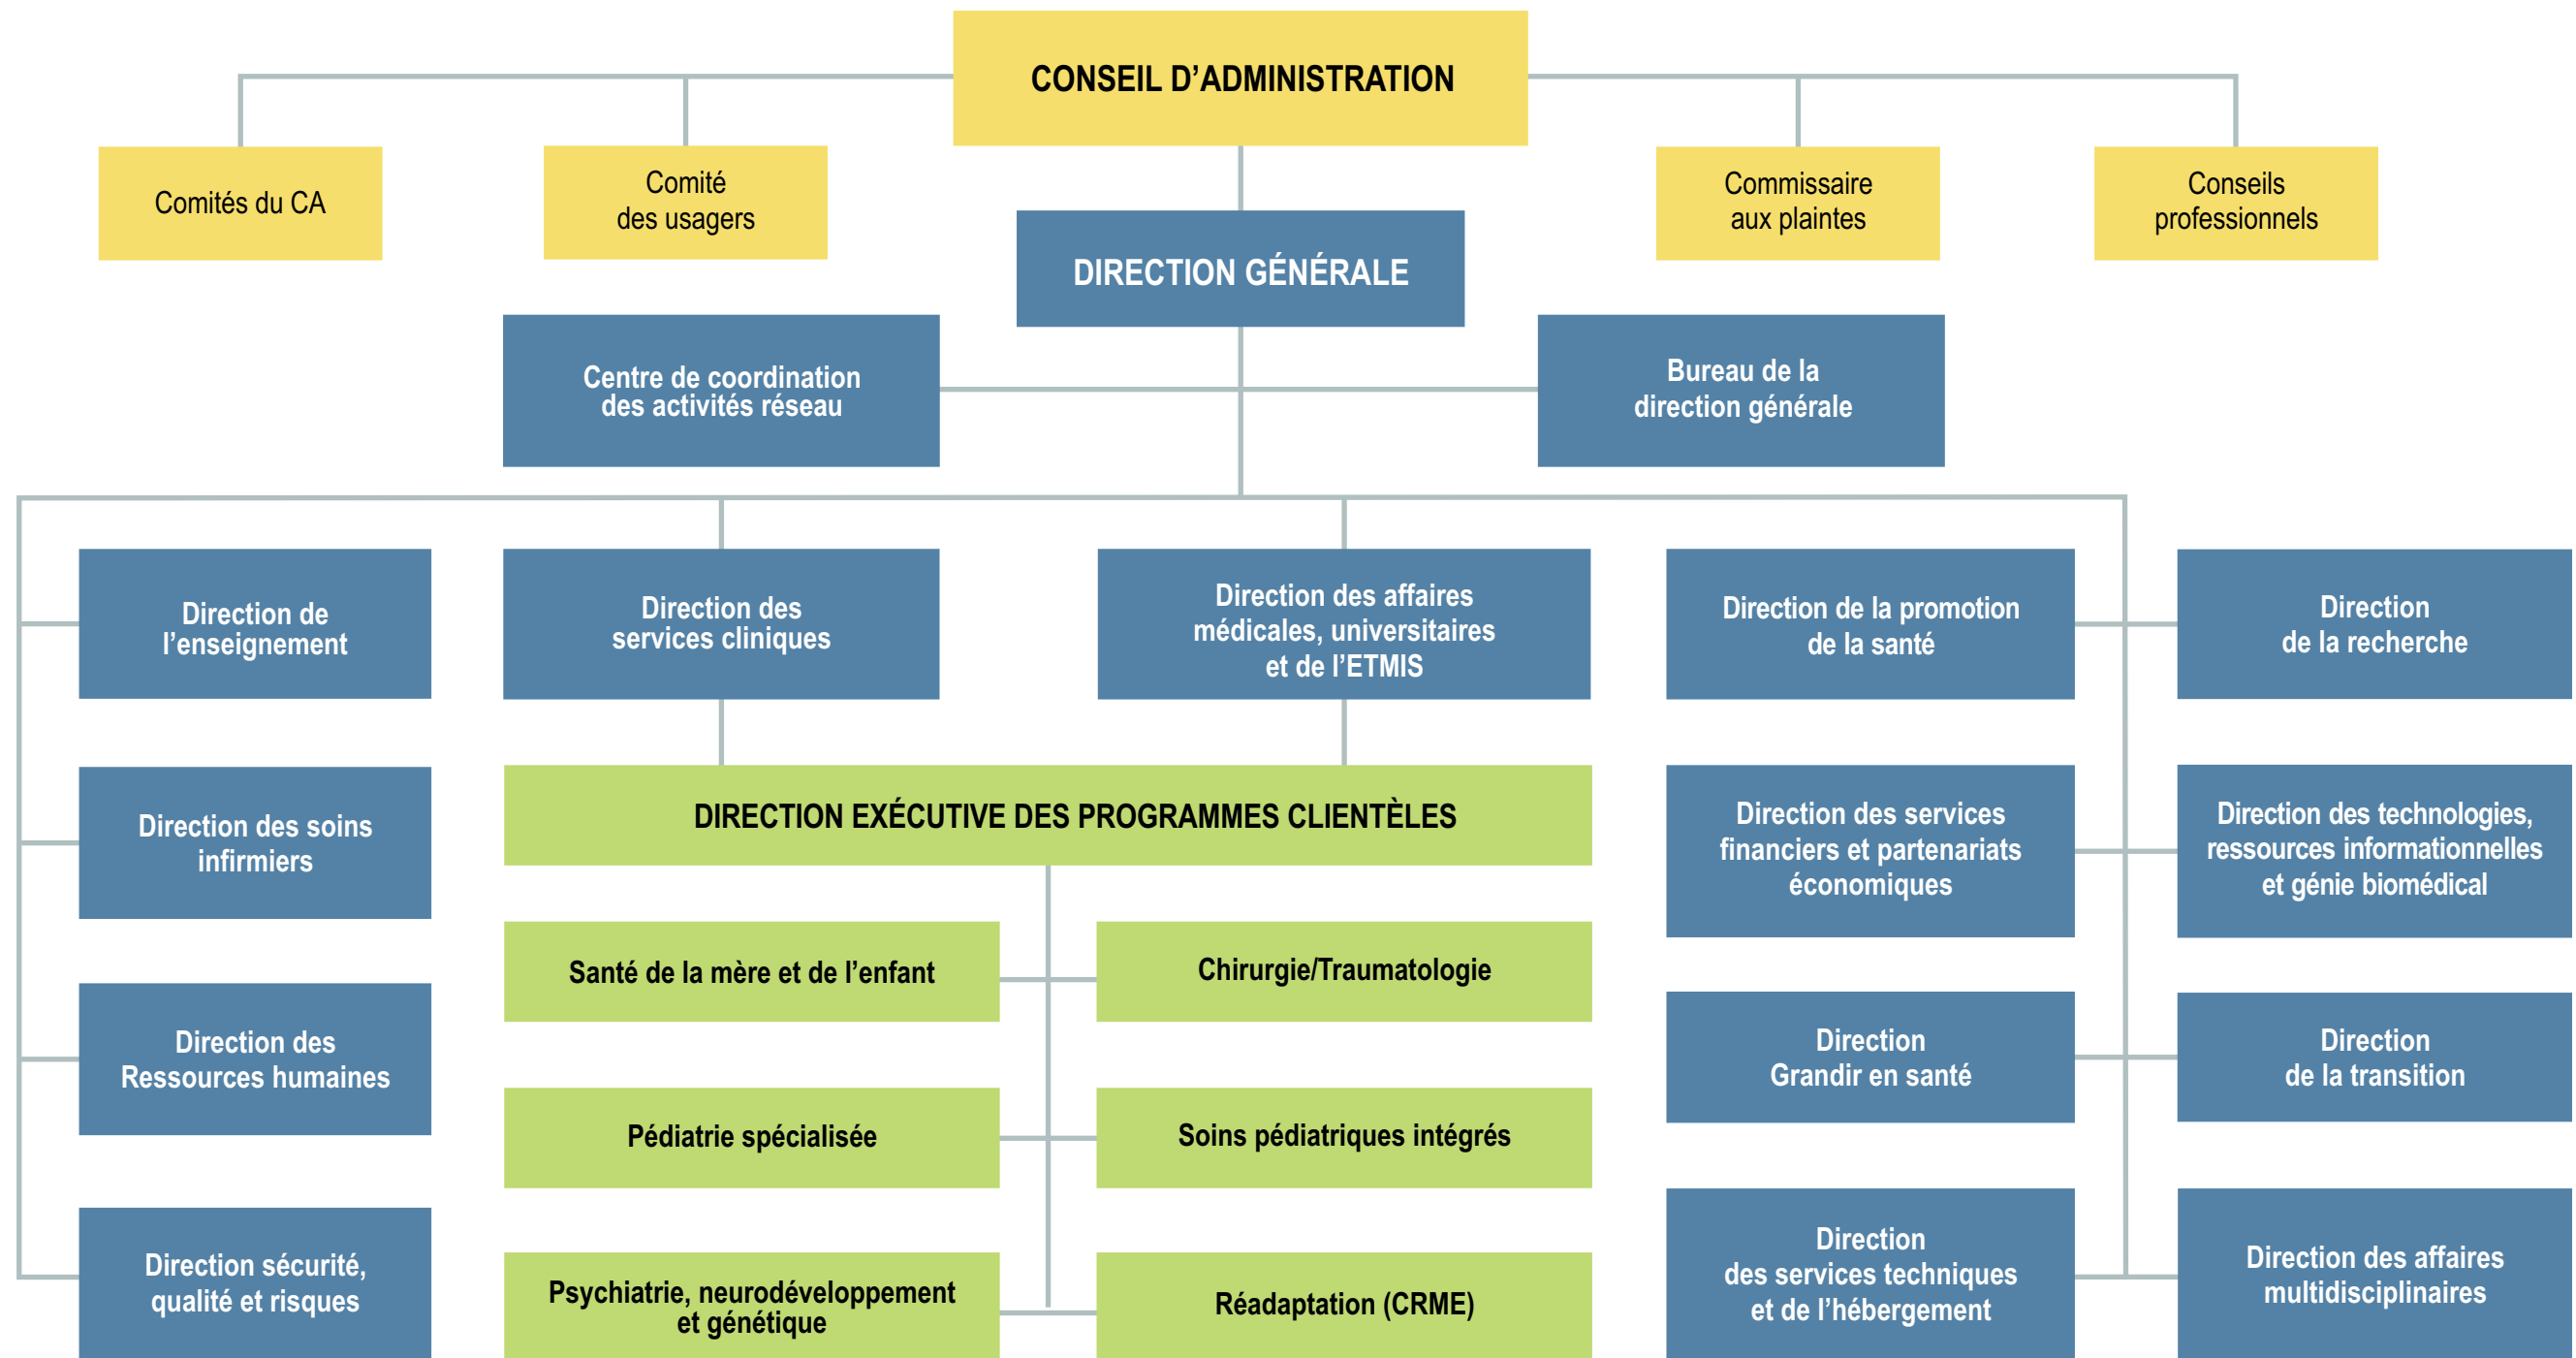 CONSEIL D’ADMINISTRATION
Comités du CA
Comité
des usagers
Commissaire
aux plaintes
Conseils
professionnels
DIRECTION GÉNÉRALE
Centre de coordination
des activités réseau
Bureau de la
direction générale
Direction de
l’enseignement
Direction des
services cliniques
Direction des affaires
médicales, universitaires
et de l’ETMIS
Direction de la promotion
de la santé
Direction
de la recherche
Direction des soins
infirmiers
DIRECTION EXÉCUTIVE DES PROGRAMMES CLIENTÈLES
Direction des services
financiers et partenariats
économiques
Direction des technologies,
ressources informationnelles
et génie biomédical
Santé de la mère et de l’enfant
Chirurgie/Traumatologie
Direction des
Ressources humaines
Direction
Grandir en santé
Direction
de la transition
Pédiatrie spécialisée
Soins pédiatriques intégrés
Direction sécurité,
qualité et risques
Psychiatrie, neurodéveloppement
et génétique
Réadaptation (CRME)
Direction
des services techniques
et de l’hébergement
Direction des affaires
multidisciplinaires